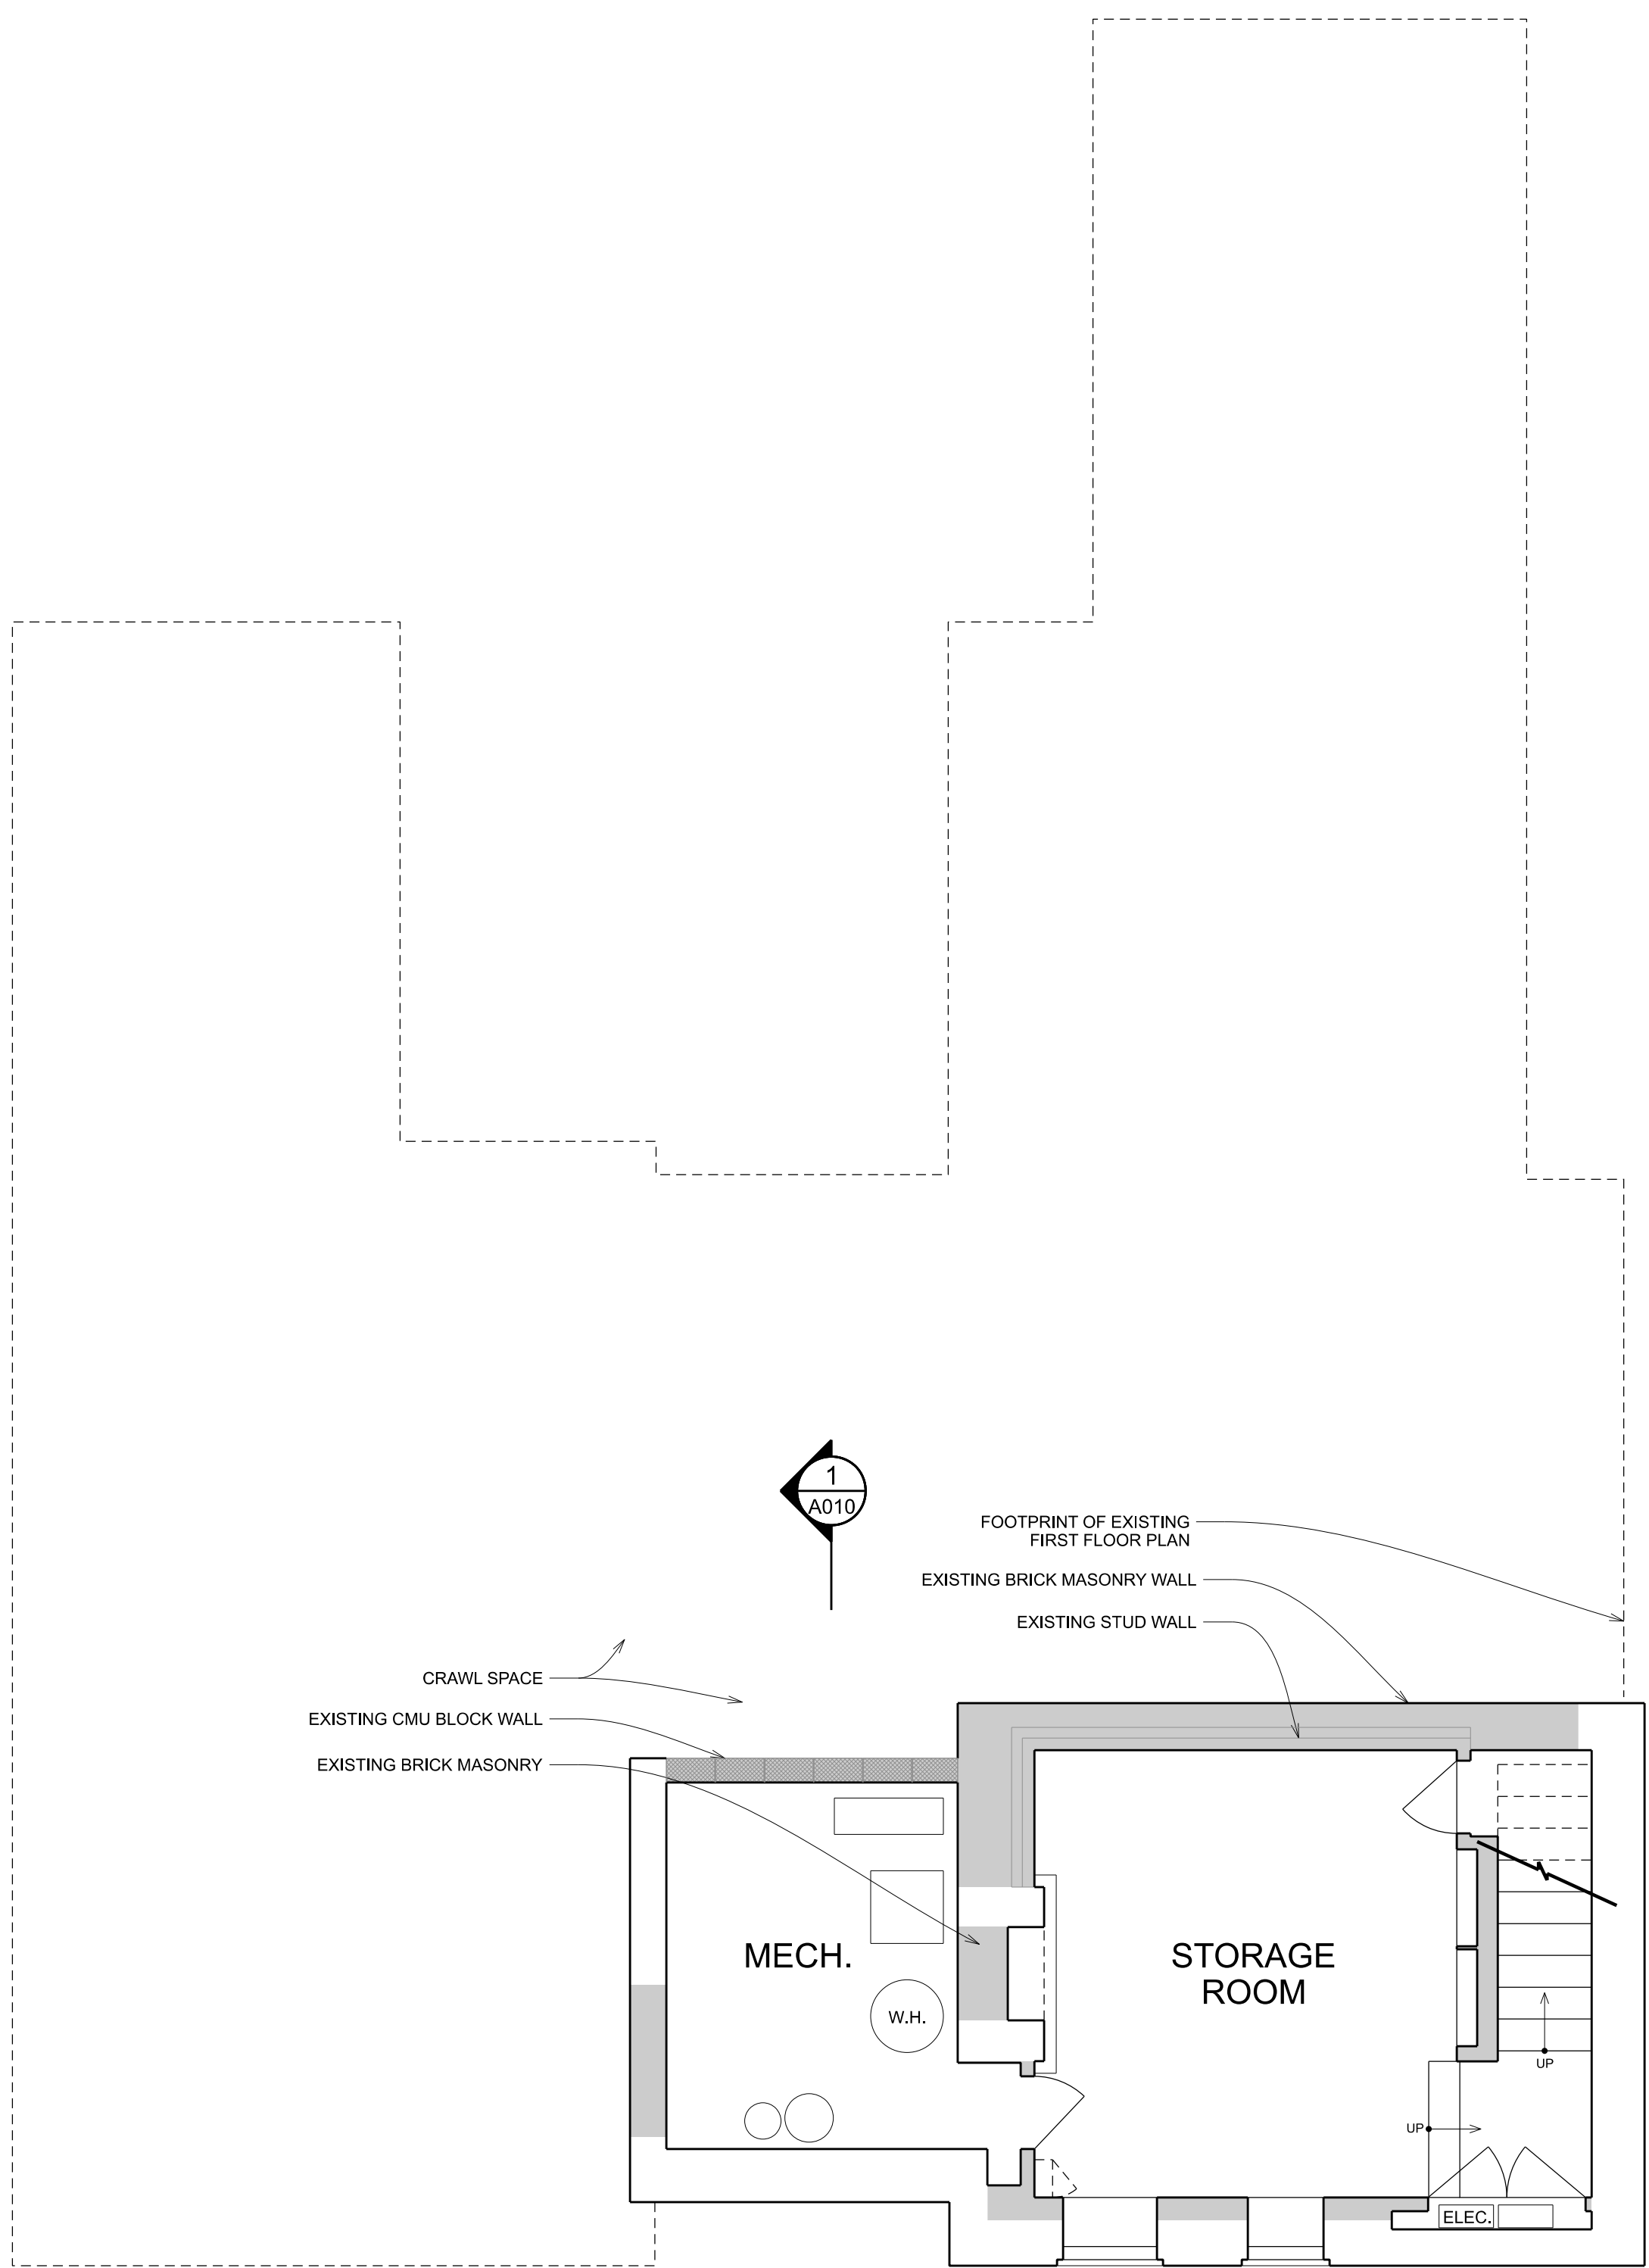 1
A010
FOOTPRINT OF EXISTING
FIRST FLOOR PLAN
EXISTING BRICK MASONRY WALL
EXISTING STUD WALL
CRAWL SPACE
EXISTING CMU BLOCK WALL
EXISTING BRICK MASONRY
MECH.
STORAGE
ROOM
W.H.
UP
UP
ELEC.